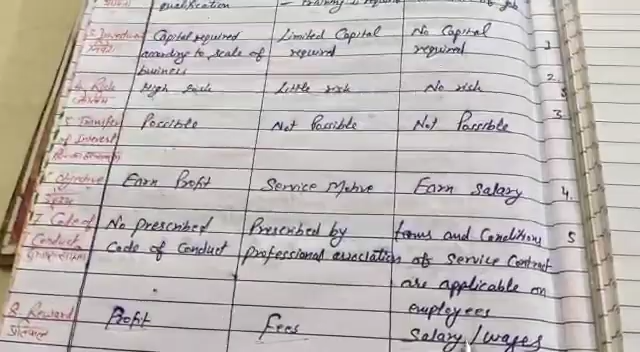 qualification
Capital required Limited Capital No Capital
according to scale of required required
business
High risk Little risk No risk
5 Transfer Possible Not Possible Not Possible
of Interest
Objective Earn Profit Service Motive Earn Salary
7 Code of No prescribed Prescribed by terms and Conditions
Conduct Code of Conduct professional association of Service Contract
are applicable on
employees
8 Reward Profit Fees Salary/wages
प्रतिफल
1
2.
3
4.
5